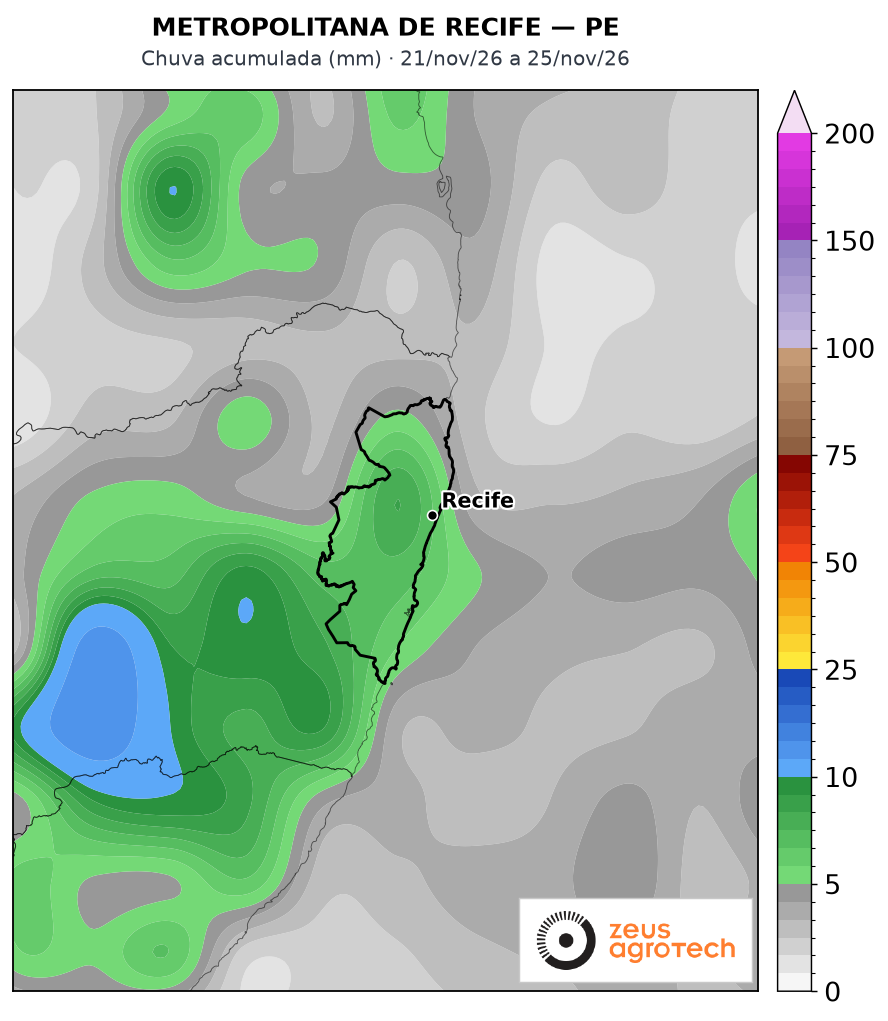 METROPOLITANA DE RECIFE — PE
Chuva acumulada (mm) · 21/nov/26 a 25/nov/26
200
150
100
75
50
25
10
5
0
Recife
zeus
agrotech